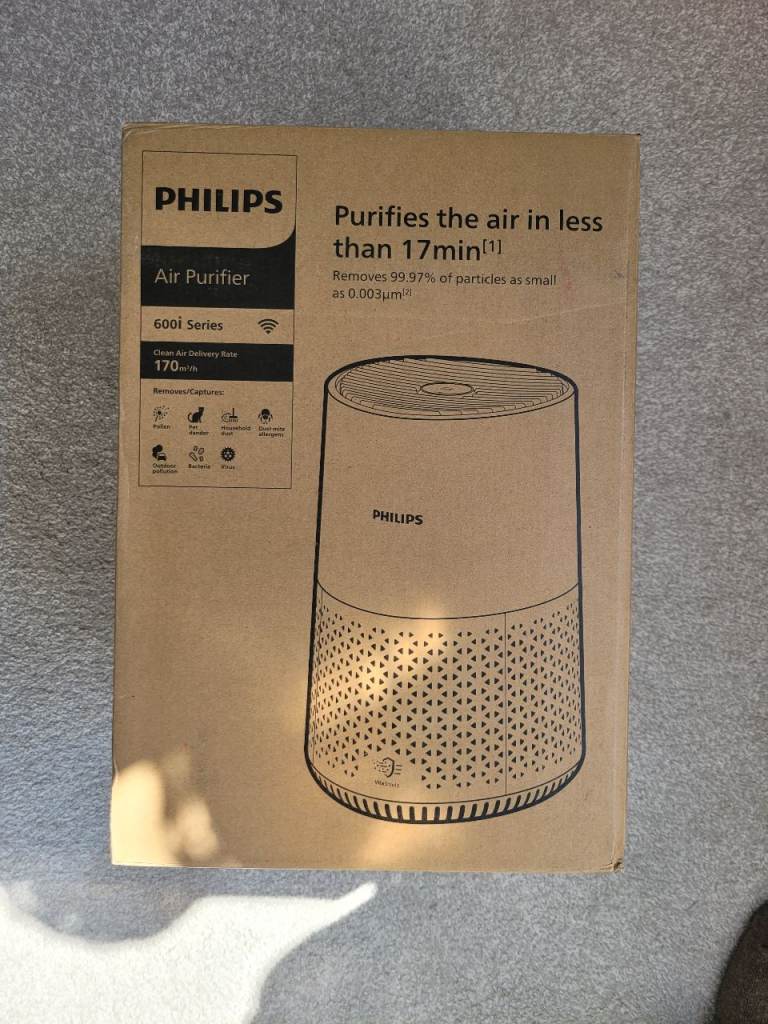 PHILIPS
Air Purifier
600i Series
Clean Air Delivery Rate
170m³/h
Removes/Captures:
Pollen
Pet dander
Household dust
Dust mite allergens
Outdoor pollution
Bacteria
Virus
Purifies the air in less
than 17min[1]
Removes 99.97% of particles as small
as 0.003µm[2]
PHILIPS